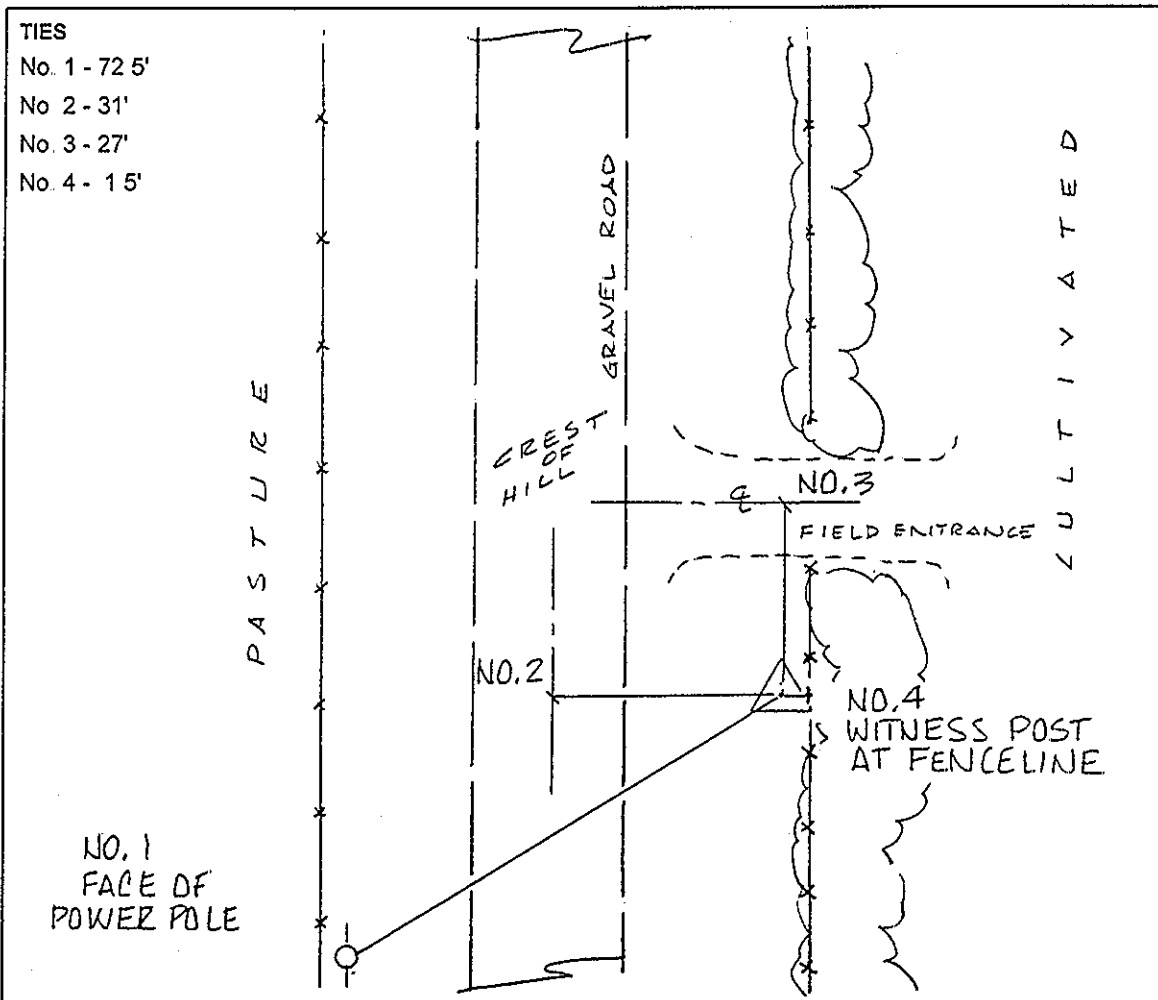 TIES
No. 1 - 72 5'
No 2 - 31'
No. 3 - 27'
No. 4 - 1 5'
GRAVEL ROAD
CULTIVATED
PASTURE
CREST
OF
HILL
℄ NO.3
FIELD ENTRANCE
NO.2
NO.4
WITNESS POST
AT FENCELINE
NO. 1
FACE OF
POWER POLE